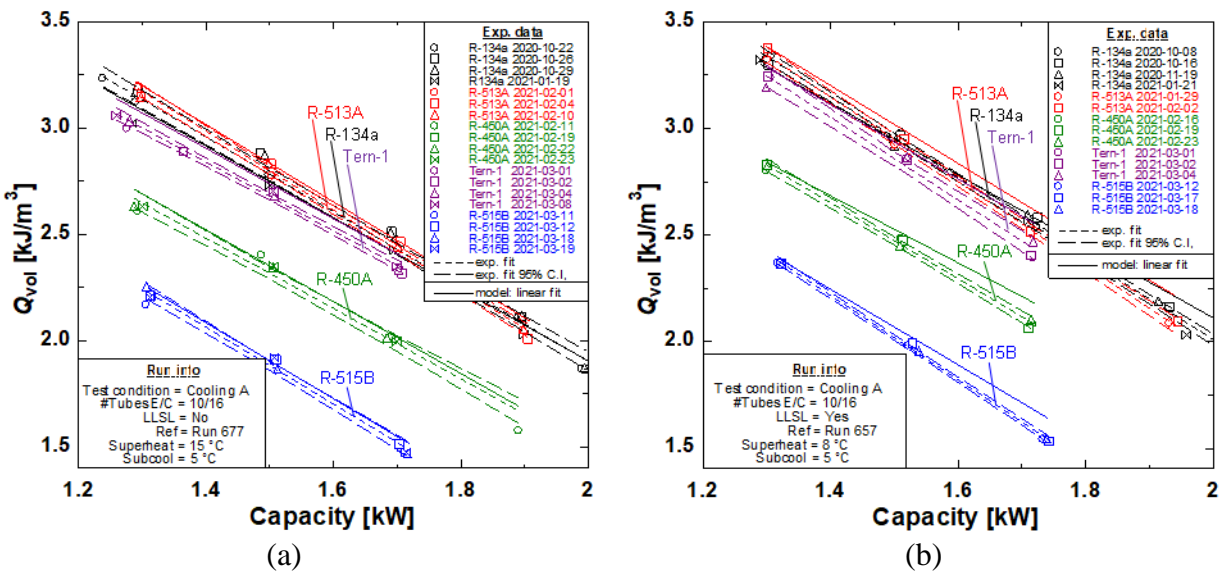 3.5
3.0
2.5
2.0
1.5
Qvol [kJ/m³]
1.2
1.4
1.6
1.8
2
Capacity [kW]
(a)
Exp. data
R-134a 2020-10-22
R-134a 2020-10-26
R-134a 2020-10-29
R134a 2021-01-19
R-513A 2021-02-01
R-513A 2021-02-04
R-513A 2021-02-10
R-450A 2021-02-11
R-450A 2021-02-19
R-450A 2021-02-22
R-450A 2021-02-23
Tern-1 2021-03-01
Tern-1 2021-03-02
Tern-1 2021-03-04
Tern-1 2021-03-08
R-515B 2021-03-11
R-515B 2021-03-12
R-515B 2021-03-18
R-515B 2021-03-19
exp. fit
exp. fit 95% C.I,
model: linear fit
R-513A
R-134a
Tern-1
R-450A
R-515B
Run info
Test condition = Cooling A
#Tubes E/C = 10/16
LLSL = No
Ref = Run 677
Superheat = 15 °C
Subcool = 5 °C
3.5
3.0
2.5
2.0
1.5
Qvol [kJ/m³]
1.2
1.4
1.6
1.8
2
Capacity [kW]
(b)
Exp. data
R-134a 2020-10-08
R-134a 2020-10-16
R-134a 2020-11-19
R-134a 2021-01-21
R-513A 2021-01-29
R-513A 2021-02-02
R-450A 2021-02-16
R-450A 2021-02-19
R-450A 2021-02-23
Tern-1 2021-03-01
Tern-1 2021-03-02
Tern-1 2021-03-04
R-515B 2021-03-12
R-515B 2021-03-17
R-515B 2021-03-18
exp. fit
exp. fit 95% C.I.
model: linear fit
R-513A
R-134a
Tern-1
R-450A
R-515B
Run info
Test condition = Cooling A
#Tubes E/C = 10/16
LLSL = Yes
Ref = Run 657
Superheat = 8 °C
Subcool = 5 °C